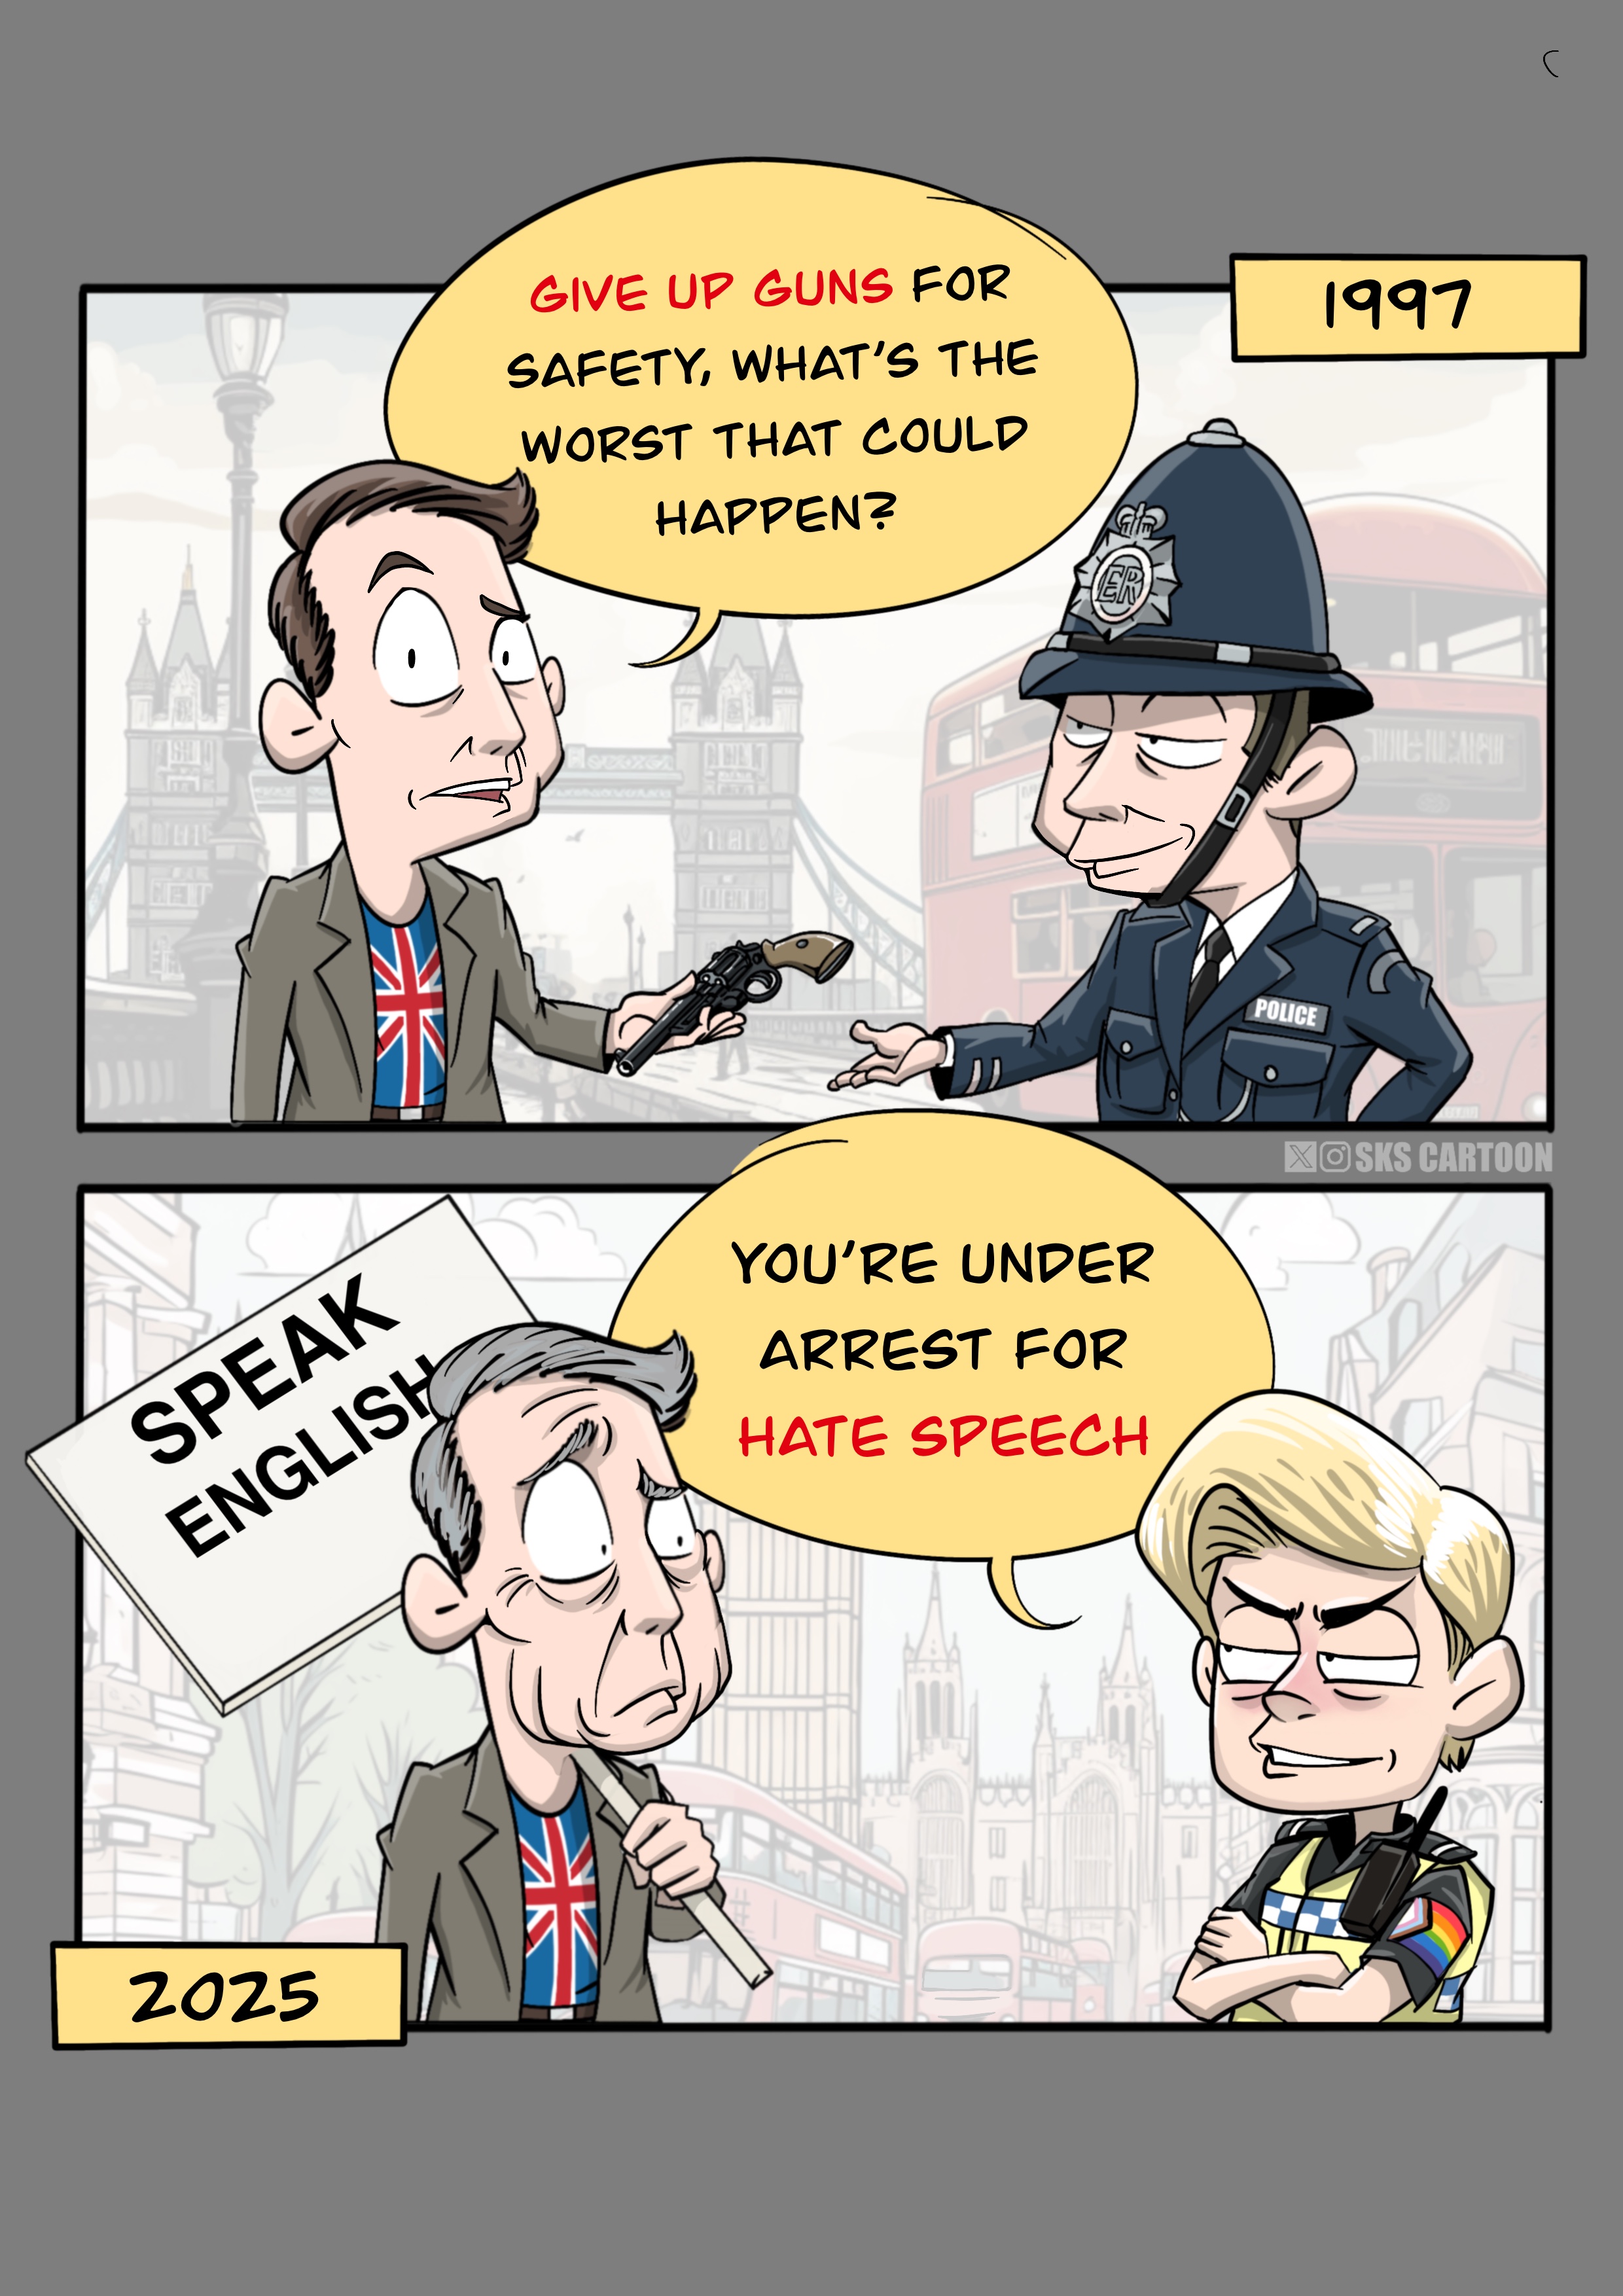 GIVE UP GUNS FOR
SAFETY, WHAT'S THE
WORST THAT COULD
HAPPEN?
1997
ER
POLICE
SKS CARTOON
SPEAK
ENGLISH
YOU'RE UNDER
ARREST FOR
HATE SPEECH
2025